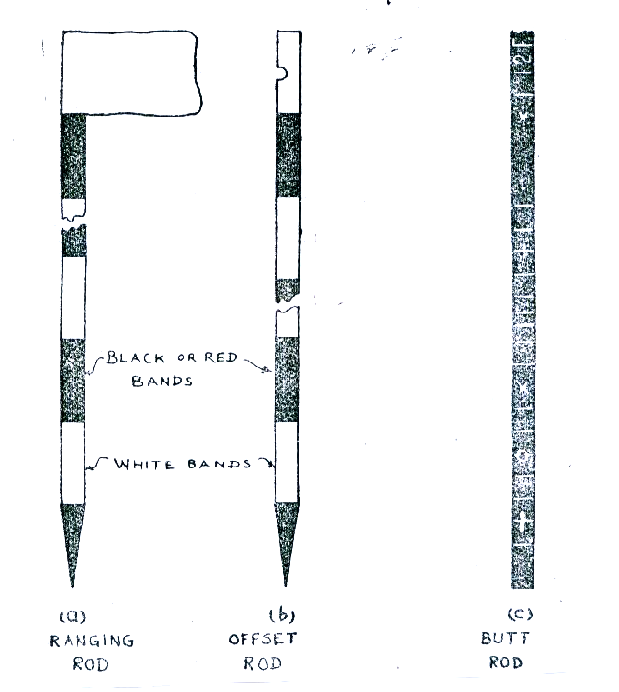 BLACK OR RED
BANDS
WHITE BANDS
(a)
RANGING
ROD
(b)
OFFSET
ROD
(c)
BUTT
ROD